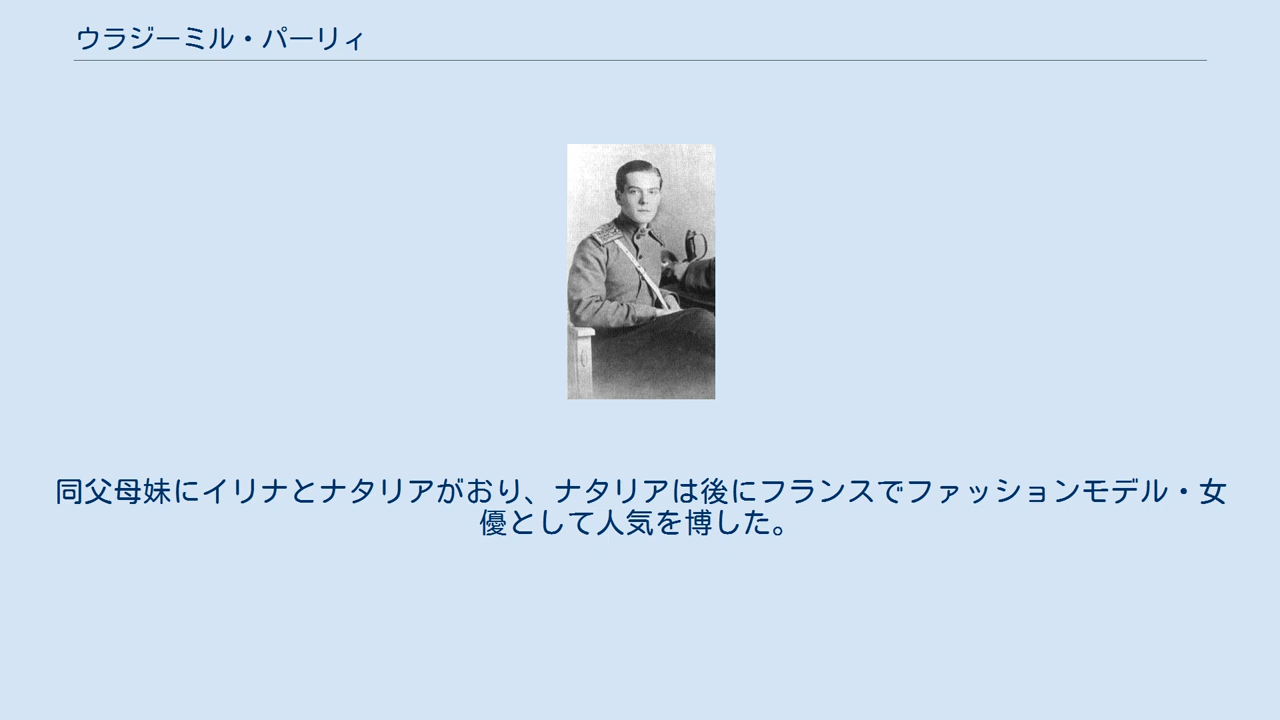 ウラジーミル・パーリィ
同父母妹にイリナとナタリアがおり、ナタリアは後にフランスでファッションモデル・女
優として人気を博した。